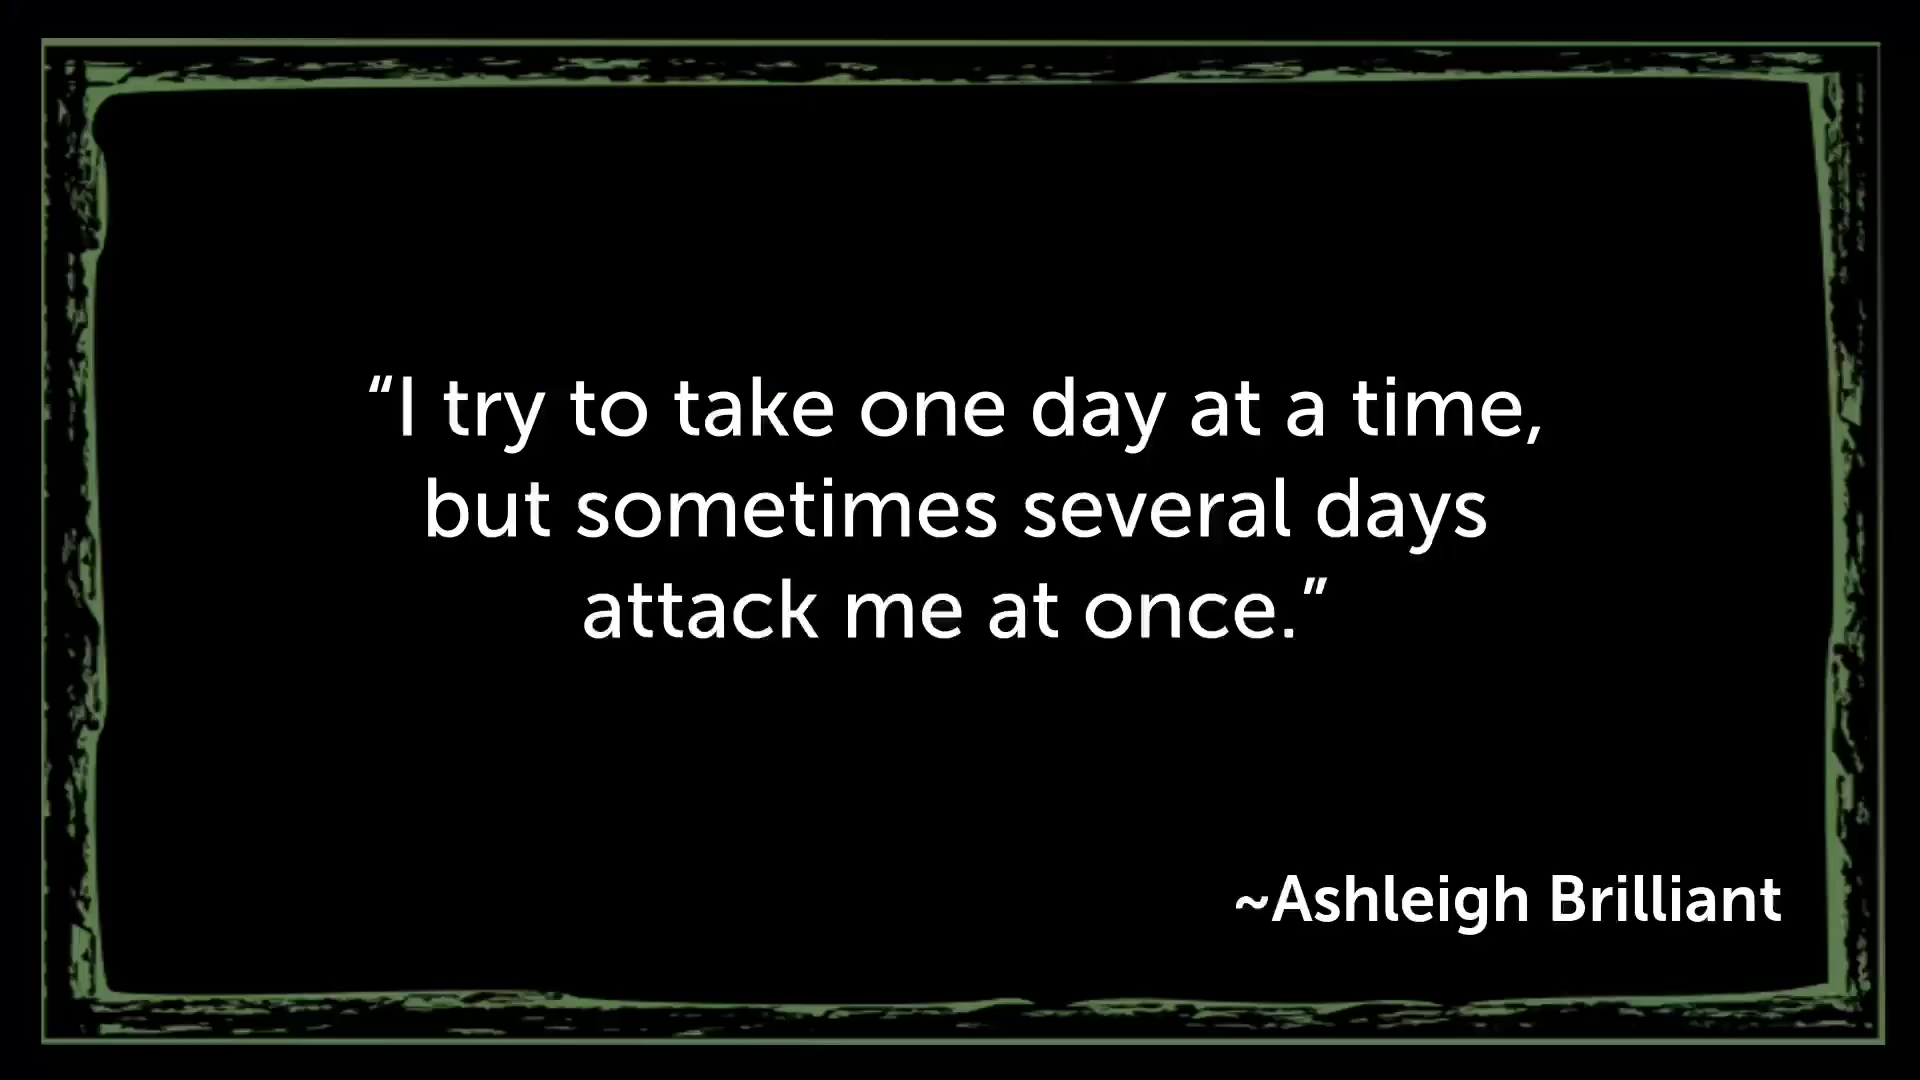 “I try to take one day at a time,
but sometimes several days
attack me at once.”
~Ashleigh Brilliant